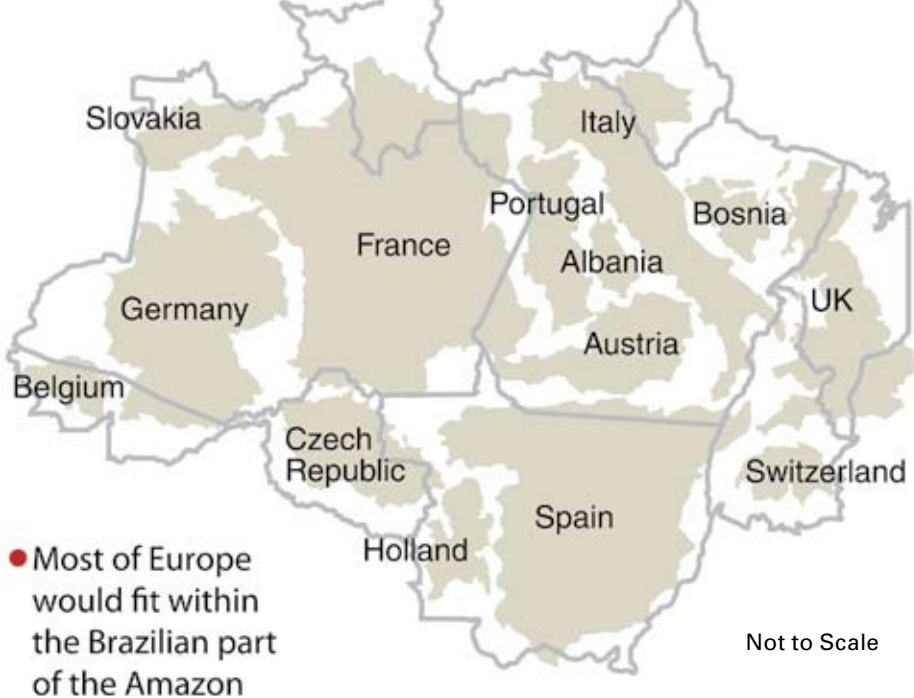 Slovakia
Italy
Portugal
Bosnia
France
Albania
Germany
UK
Austria
Belgium
Czech
Republic
Switzerland
Spain
Holland
Most of Europe
would fit within
the Brazilian part
of the Amazon
Not to Scale